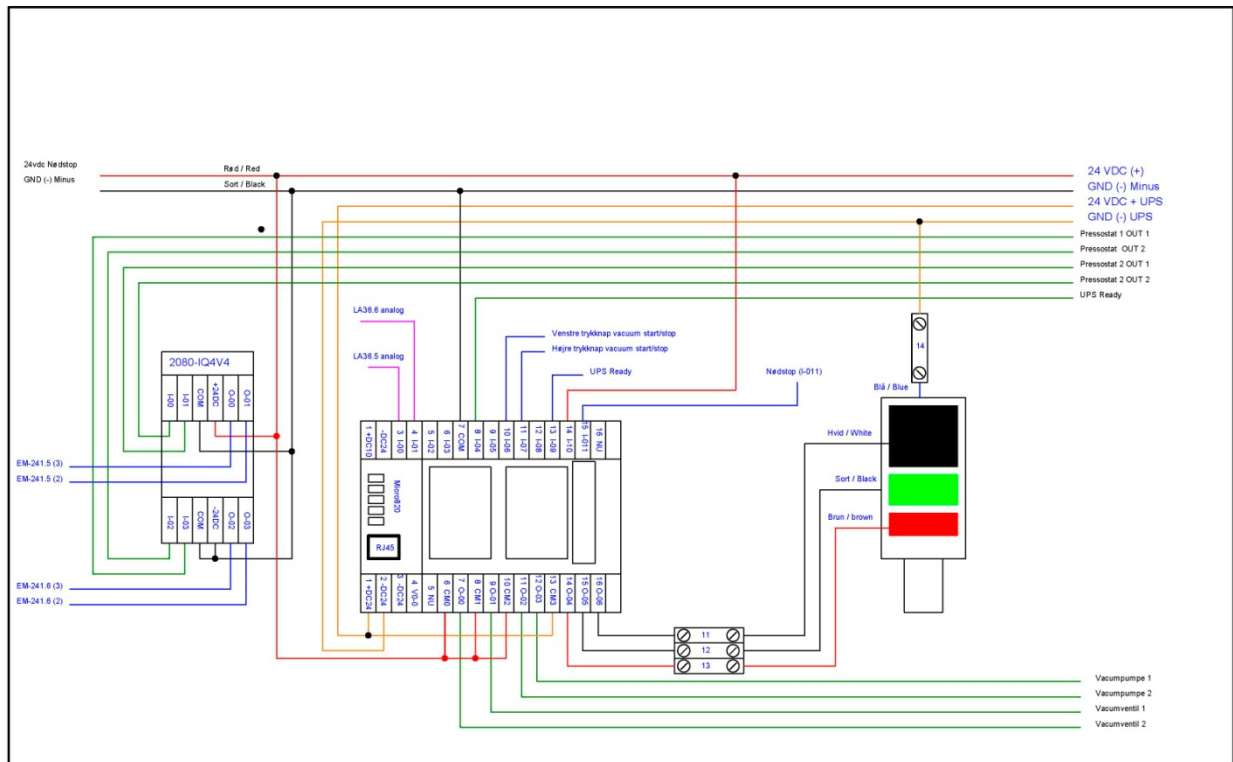 24vdc Nødstop
GND (-) Minus
Rød / Red
Sort / Black
24 VDC (+)
GND (-) Minus
24 VDC + UPS
GND (-) UPS
Pressostat 1 OUT 1
Pressostat OUT 2
Pressostat 2 OUT 1
Pressostat 2 OUT 2
UPS Ready
LA36.6 analog
LA36.5 analog
Venstre trykknap vacuum start/stop
Højre trykknap vacuum start/stop
UPS Ready
Nødstop (I-011)
14
Blå / Blue
Hvid / White
Sort / Black
Brun / brown
2080-IQ4V4
I-00
I-01
COM
+24DC
O-00
O-01
EM-241.5 (3)
EM-241.5 (2)
I-02
I-03
COM
-24DC
O-02
O-03
EM-241.6 (3)
EM-241.6 (2)
1 +DC10
-DC24
3 I-00
4 I-01
5 I-02
6 I-03
7 COM
8 I-04
9 I-05
10 I-06
11 I-07
12 I-08
13 I-09
14 I-10
15 I-011
16 NU
Micro820
RJ45
1 +DC24
2 -DC24
3 -DC24
4 V0-0
5 NU
6 CM0
7 O-00
8 CM1
9 O-01
10 CM2
11 O-02
12 O-03
13 CM3
14 O-04
15 O-05
16 O-06
11
12
13
Vacumpumpe 1
Vacumpumpe 2
Vacumventil 1
Vacumventil 2